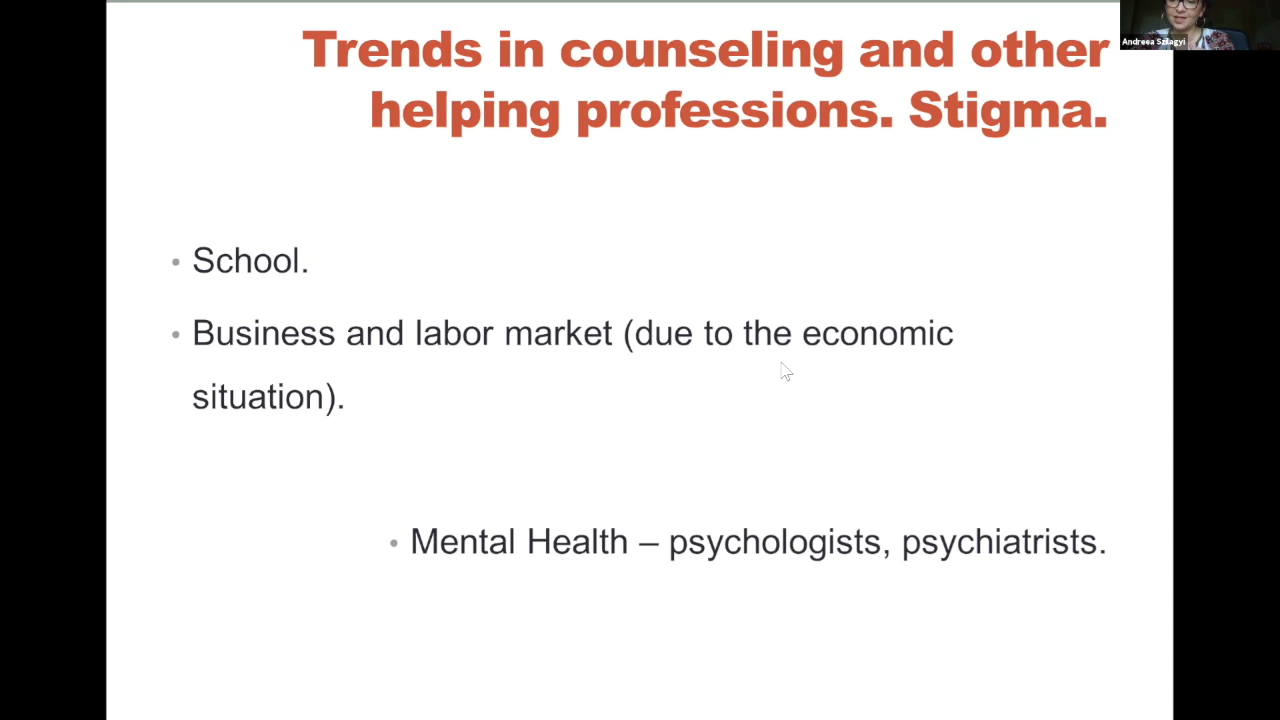 Trends in counseling and other
helping professions. Stigma.
Andreea Szilagyi
• School.
• Business and labor market (due to the economic
situation).
• Mental Health – psychologists, psychiatrists.